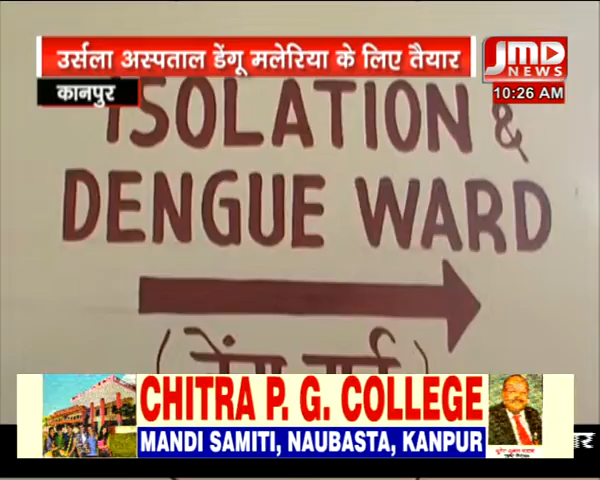 उर्सला अस्पताल डेंगू मलेरिया के लिए तैयार
JMD
NEWS
कानपुर
10:26 AM
ISOLATION &
DENGUE WARD
CHITRA P. G. COLLEGE
MANDI SAMITI, NAUBASTA, KANPUR